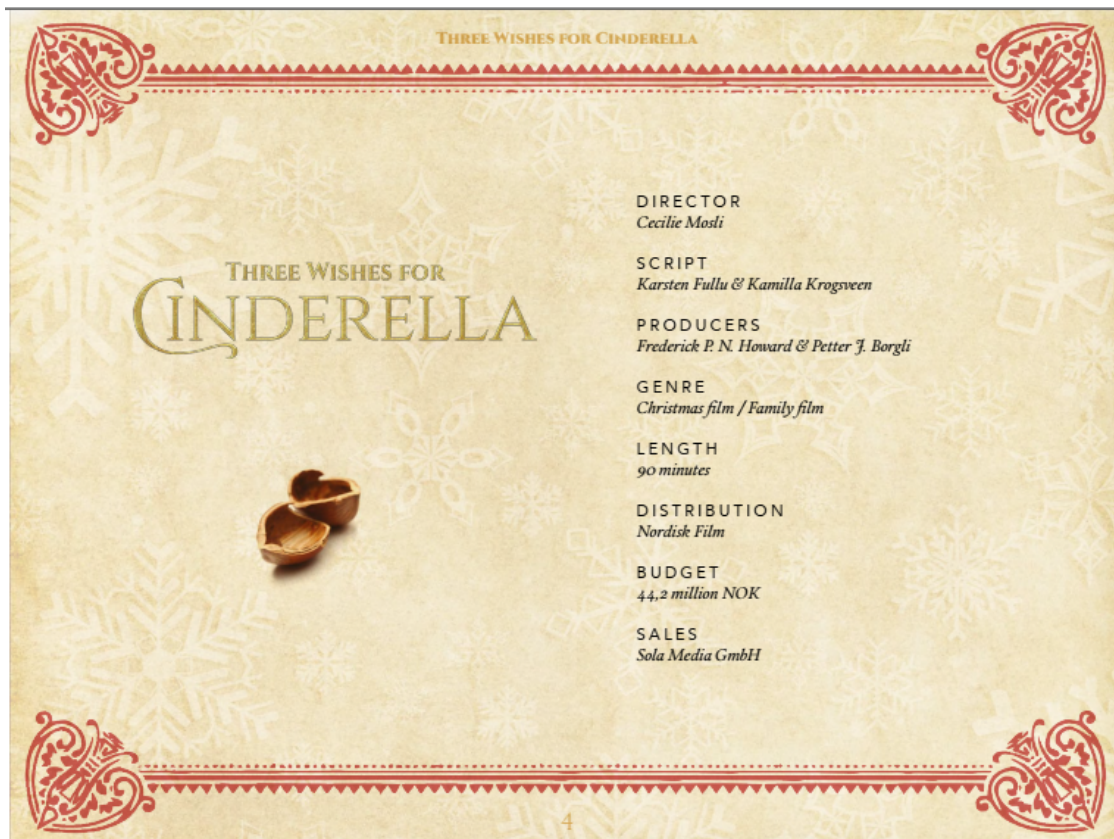 Three Wishes for Cinderella
Three Wishes for
Cinderella
DIRECTOR
Cecilie Mosli
SCRIPT
Karsten Fullu & Kamilla Krogsveen
PRODUCERS
Frederick P. N. Howard & Petter J. Borgli
GENRE
Christmas film / Family film
LENGTH
90 minutes
DISTRIBUTION
Nordisk Film
BUDGET
44,2 million NOK
SALES
Sola Media GmbH
4